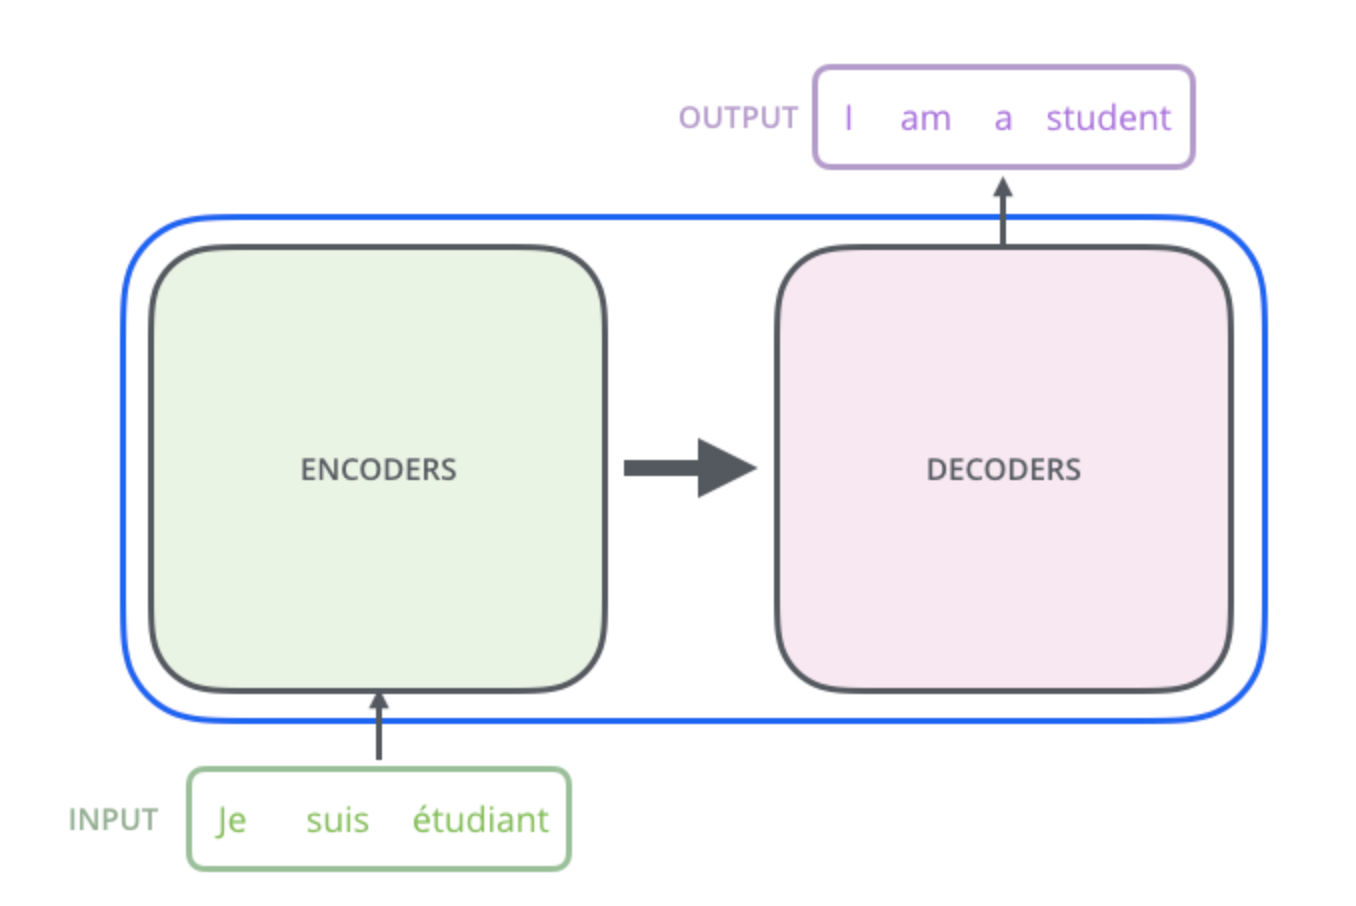 OUTPUT I am a student
ENCODERS DECODERS
INPUT Je suis étudiant